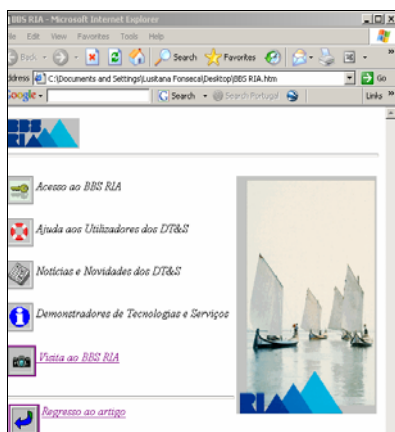 BBS RIA - Microsoft Internet Explorer
File Edit View Favorites Tools Help
Back Search Favorites
Address C:\Documents and Settings\Lusitana Fonseca\Desktop\BBS RIA.htm Go
Google Search Search Portugal Links
BBS
RIA
Acesso ao BBS RIA
Ajuda aos Utilizadores dos DT&S
Notícias e Novidades dos DT&S
Demonstradores de Tecnologias e Serviços
Visita ao BBS RIA
RIA
Regresso ao artigo